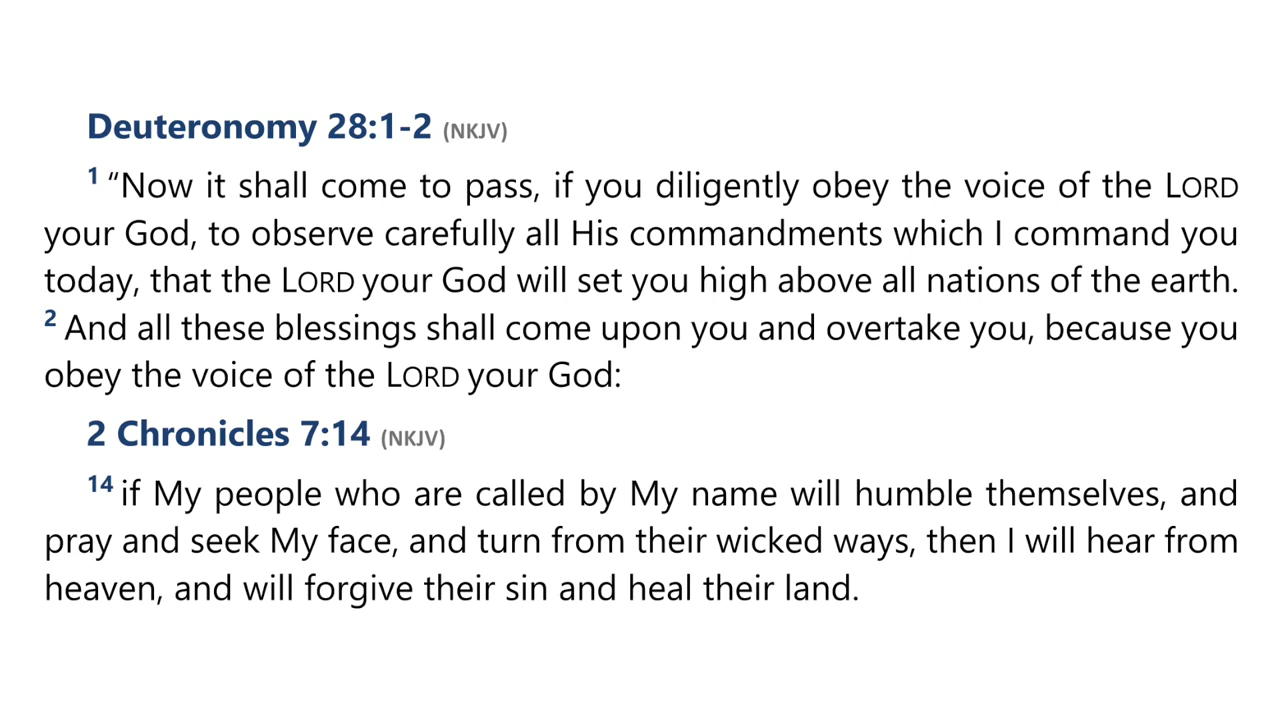 Deuteronomy 28:1-2 (NKJV)
1 “Now it shall come to pass, if you diligently obey the voice of the LORD
your God, to observe carefully all His commandments which I command you
today, that the LORD your God will set you high above all nations of the earth.
2 And all these blessings shall come upon you and overtake you, because you
obey the voice of the LORD your God:
2 Chronicles 7:14 (NKJV)
14 if My people who are called by My name will humble themselves, and
pray and seek My face, and turn from their wicked ways, then I will hear from
heaven, and will forgive their sin and heal their land.